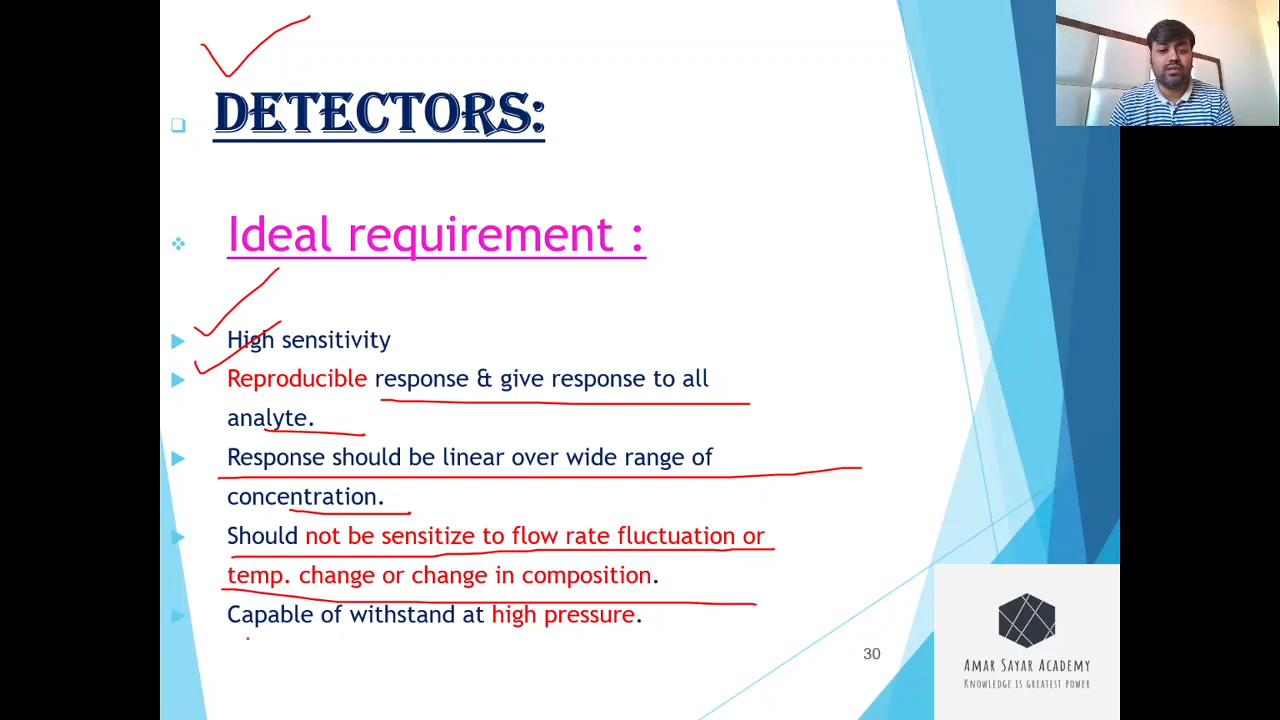 DETECTORS:
Ideal requirement :
High sensitivity
Reproducible response & give response to all
analyte.
Response should be linear over wide range of
concentration.
Should not be sensitize to flow rate fluctuation or
temp. change or change in composition.
Capable of withstand at high pressure.
30
AMAR SAYAR ACADEMY
KNOWLEDGE IS GREATEST POWER